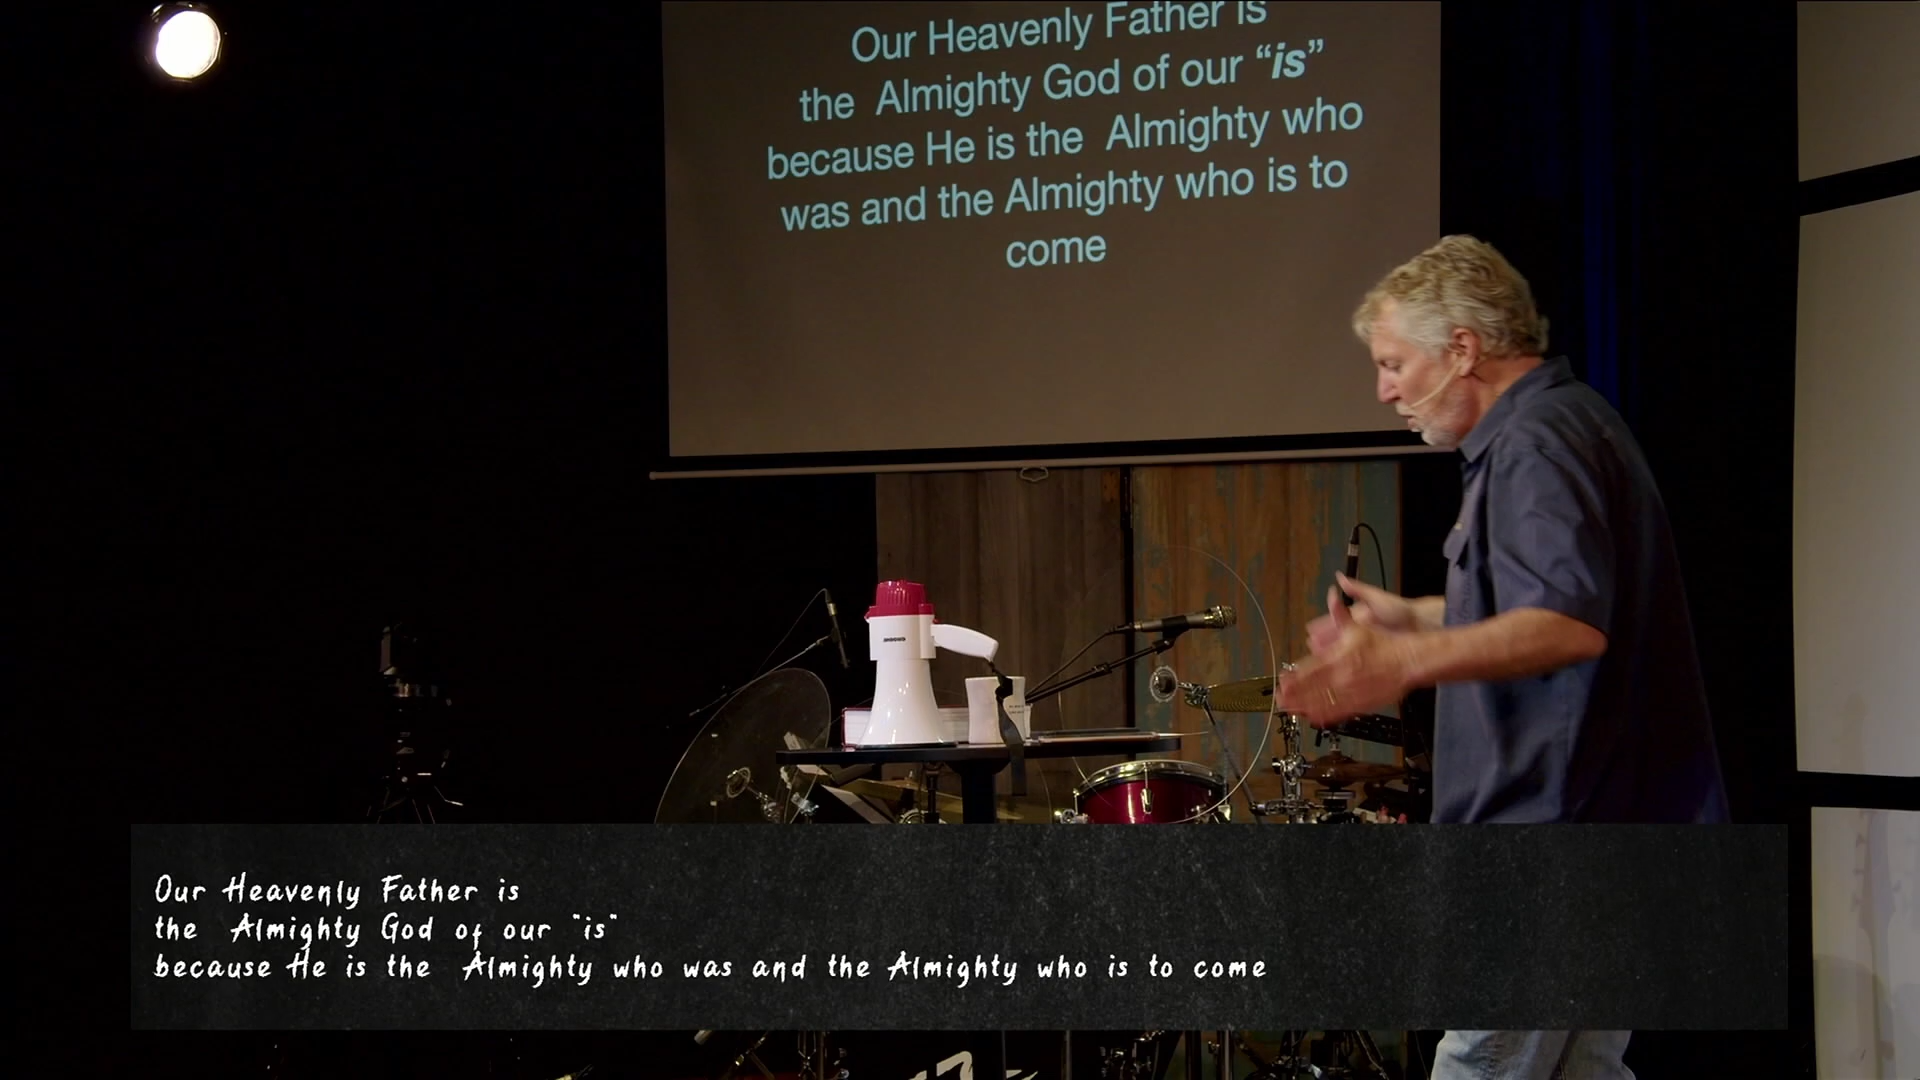 Our Heavenly Father is
the Almighty God of our “is”
because He is the Almighty who
was and the Almighty who is to
come
Our Heavenly Father is
the Almighty God of our "is"
because He is the Almighty who was and the Almighty who is to come